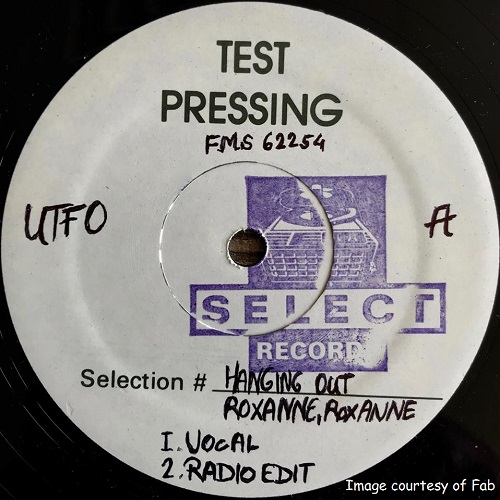 TEST
PRESSING
FMS 62254
UTFO
A
SELECT
RECORDS
Selection # HANGING OUT
ROXANNE, ROXANNE
1. VOCAL
2. RADIO EDIT
Image courtesy of Fab